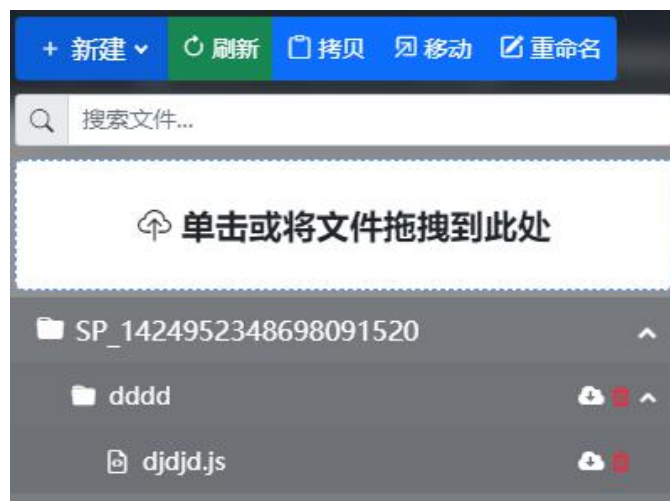 + 新建 刷新 拷贝 移动 重命名
搜索文件...
单击或将文件拖拽到此处
SP_1424952348698091520
dddd
djdjd.js